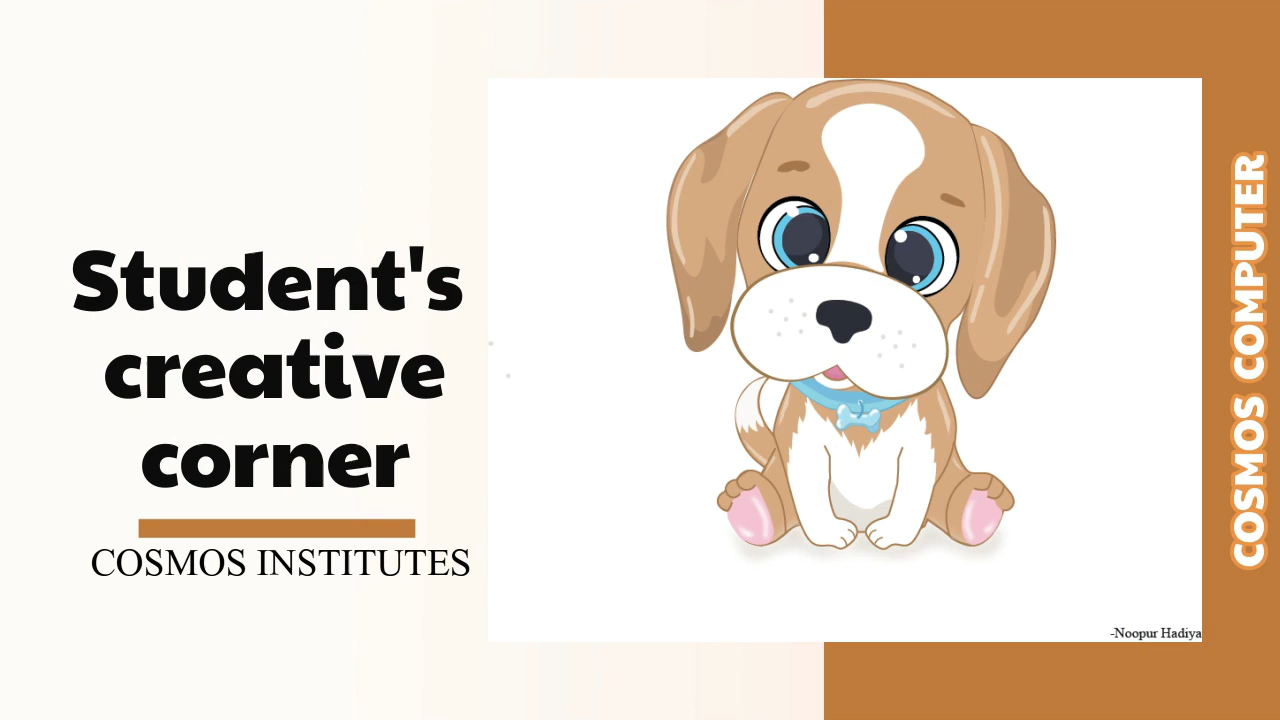 Student's
creative
corner
COSMOS INSTITUTES
-Noopur Hadiya
COSMOS COMPUTER